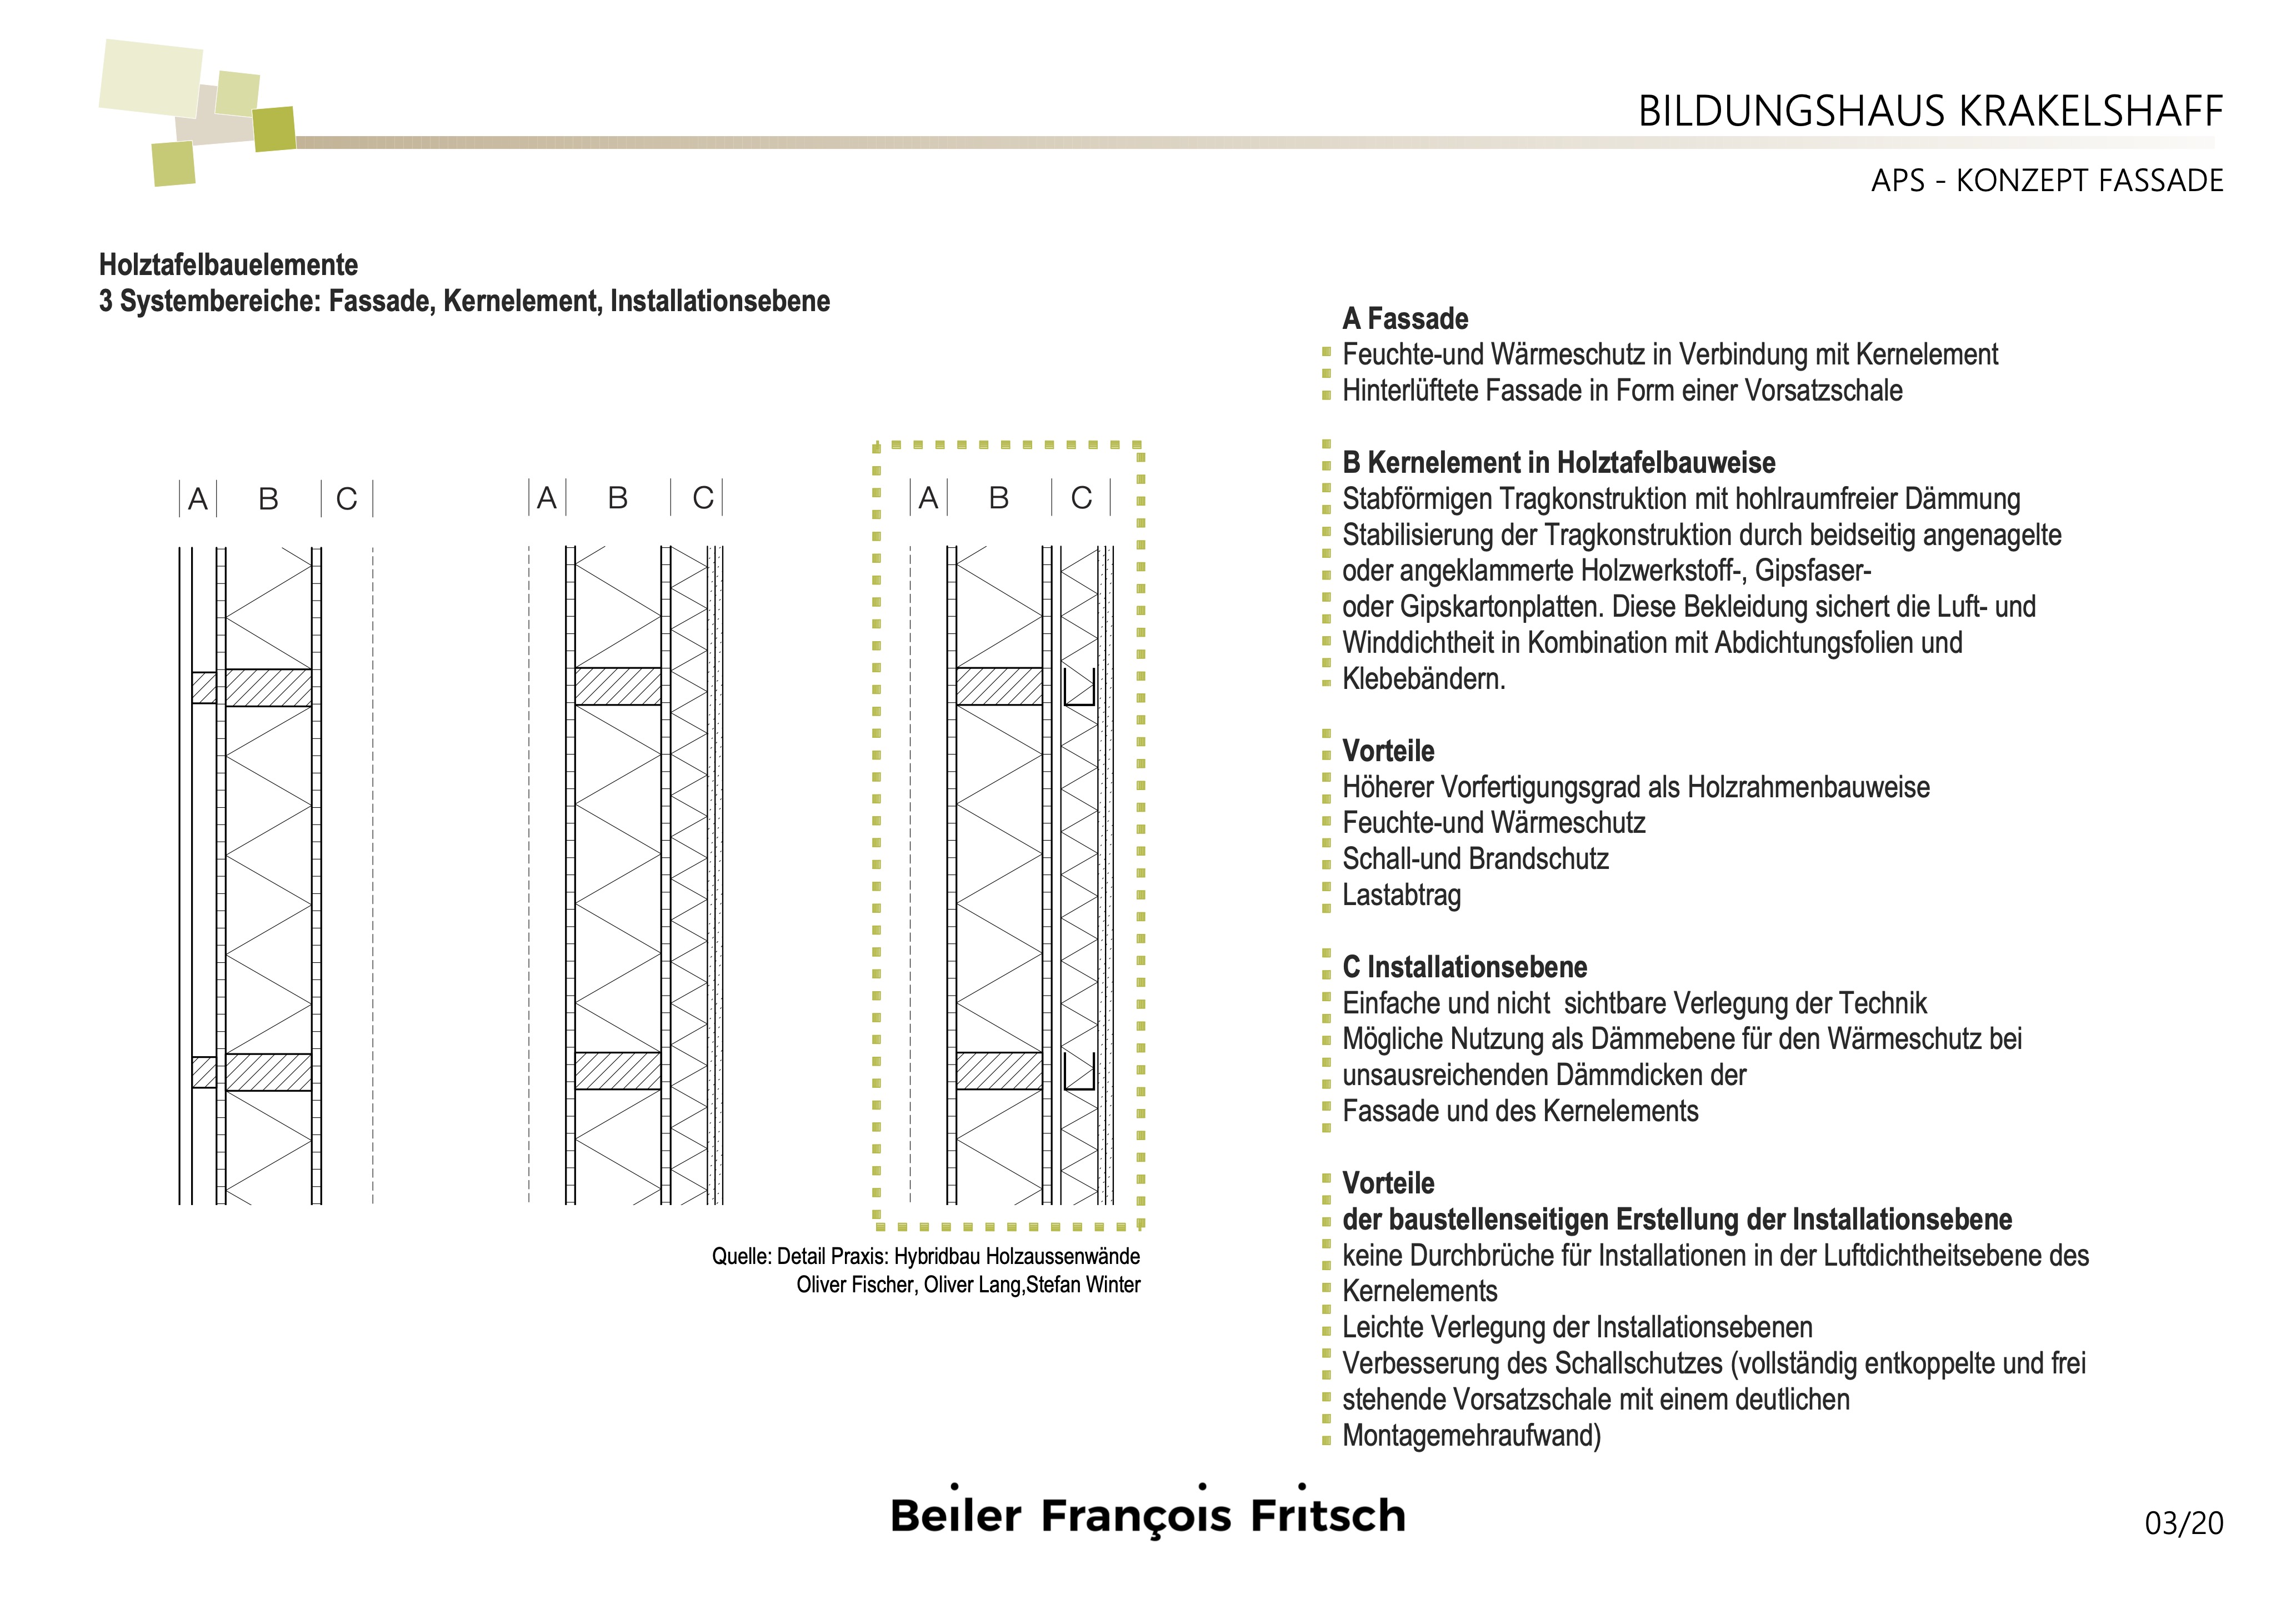 BILDUNGSHAUS KRAKELSHAFF
APS - KONZEPT FASSADE
Holztafelbauelemente
3 Systembereiche: Fassade, Kernelement, Installationsebene
A B C
A B C
A B C
Quelle: Detail Praxis: Hybridbau Holzaussenwände
Oliver Fischer, Oliver Lang,Stefan Winter
A Fassade
Feuchte-und Wärmeschutz in Verbindung mit Kernelement
Hinterlüftete Fassade in Form einer Vorsatzschale
B Kernelement in Holztafelbauweise
Stabförmigen Tragkonstruktion mit hohlraumfreier Dämmung
Stabilisierung der Tragkonstruktion durch beidseitig angenagelte
oder angeklammerte Holzwerkstoff-, Gipsfaser-
oder Gipskartonplatten. Diese Bekleidung sichert die Luft- und
Winddichtheit in Kombination mit Abdichtungsfolien und
Klebebändern.
Vorteile
Höherer Vorfertigungsgrad als Holzrahmenbauweise
Feuchte-und Wärmeschutz
Schall-und Brandschutz
Lastabtrag
C Installationsebene
Einfache und nicht  sichtbare Verlegung der Technik
Mögliche Nutzung als Dämmebene für den Wärmeschutz bei
unsausreichenden Dämmdicken der
Fassade und des Kernelements
Vorteile
der baustellenseitigen Erstellung der Installationsebene
keine Durchbrüche für Installationen in der Luftdichtheitsebene des
Kernelements
Leichte Verlegung der Installationsebenen
Verbesserung des Schallschutzes (vollständig entkoppelte und frei
stehende Vorsatzschale mit einem deutlichen
Montagemehraufwand)
Beiler François Fritsch
03/20